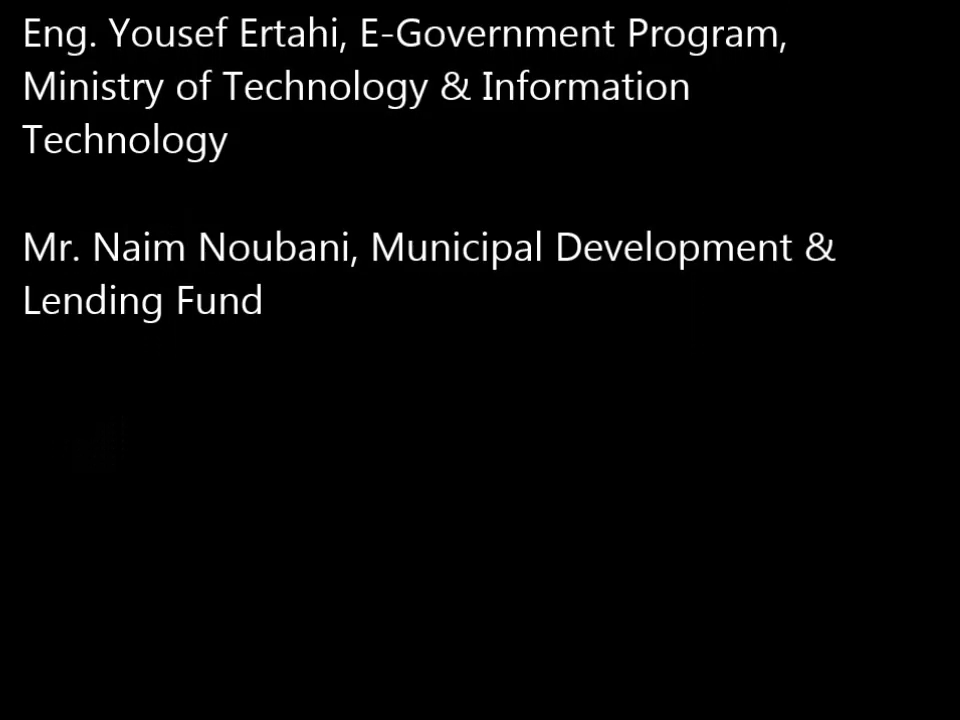 Eng. Yousef Ertahi, E-Government Program,
Ministry of Technology & Information
Technology
Mr. Naim Noubani, Municipal Development &
Lending Fund